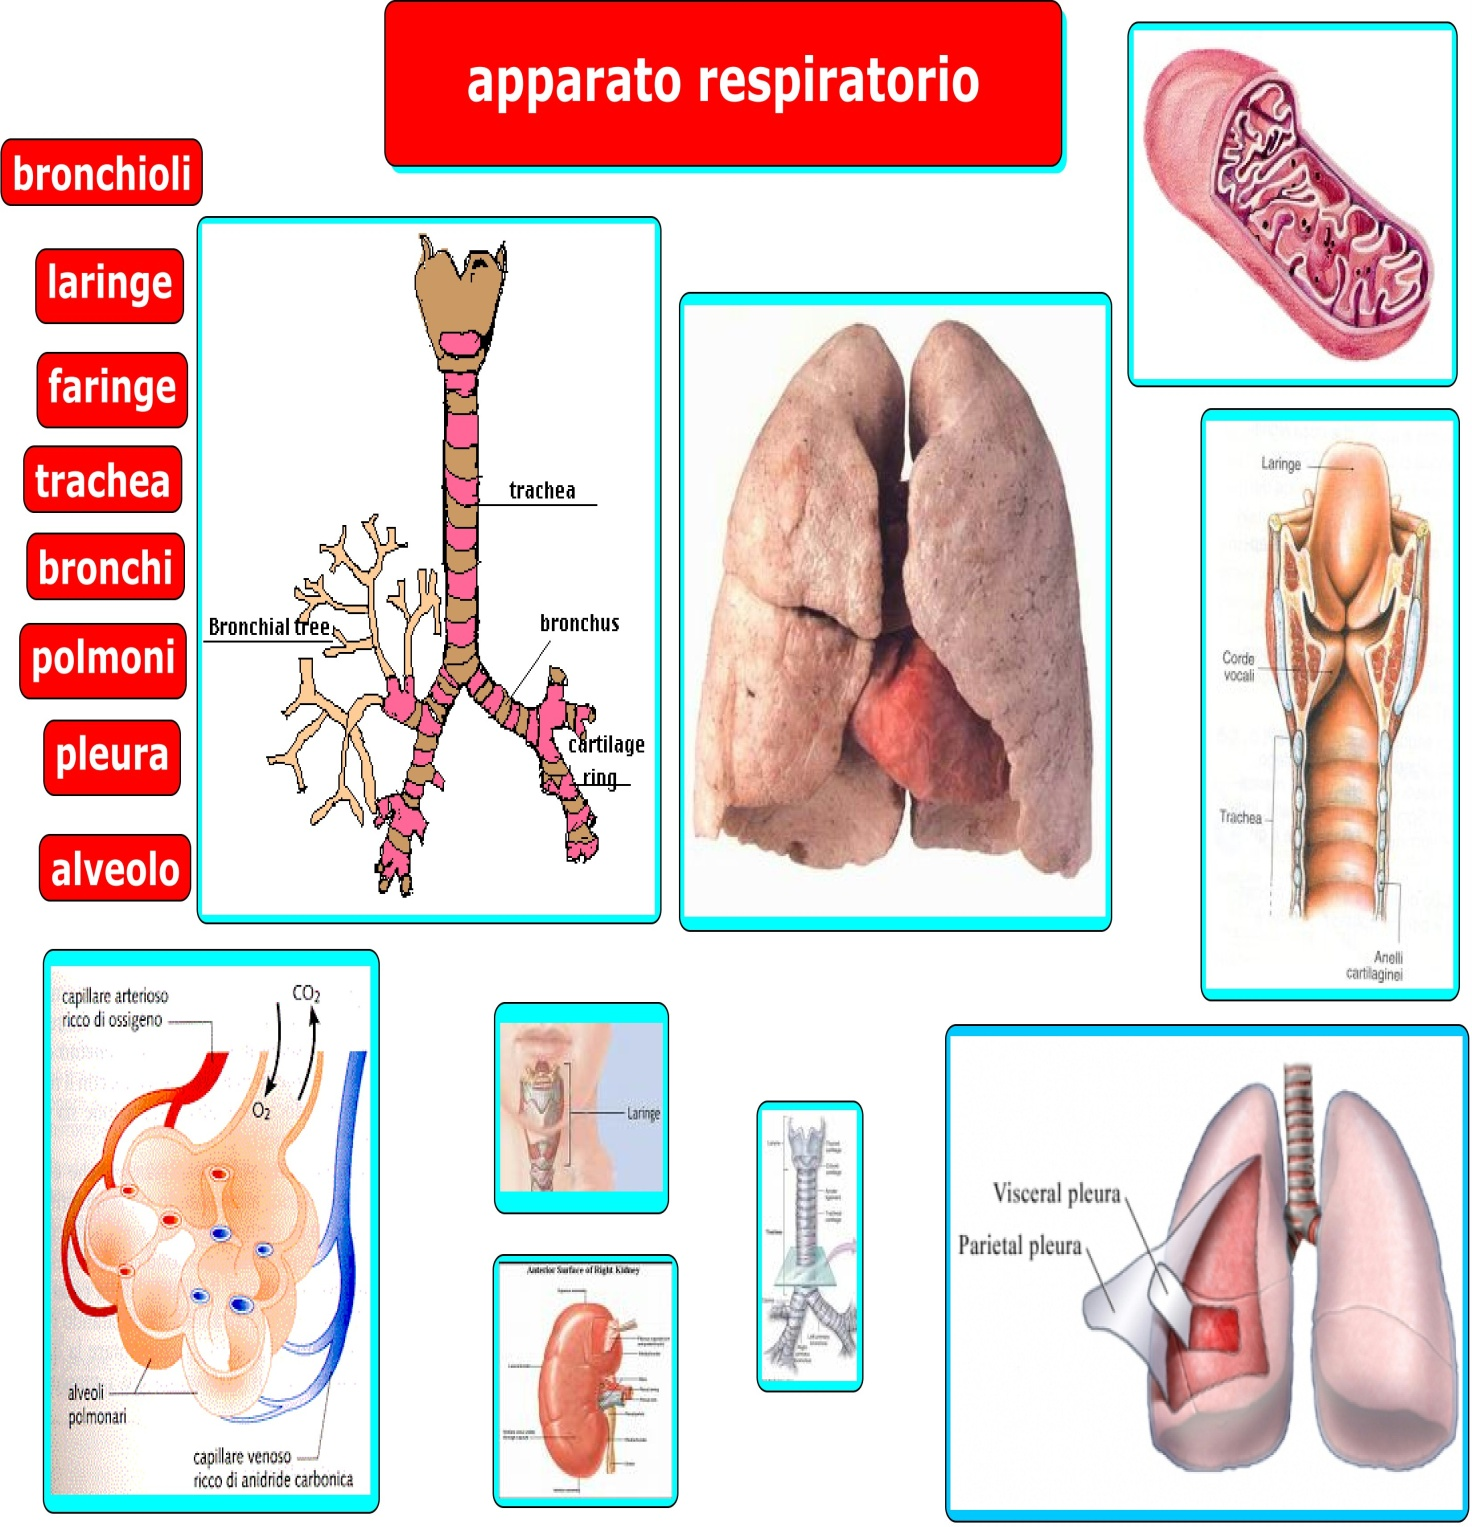 apparato respiratorio
bronchioli
laringe
faringe
trachea
bronchi
polmoni
pleura
alveolo
trachea
Bronchial tree
bronchus
cartilage
ring
Laringe
Corde
vocali
Trachea
Anelli
cartilaginei
capillare arterioso
ricco di ossigeno
CO2
O2
alveoli
polmonari
capillare venoso
ricco di anidride carbonica
Laringe
Anterior Surface of Right Kidney
Visceral pleura
Parietal pleura